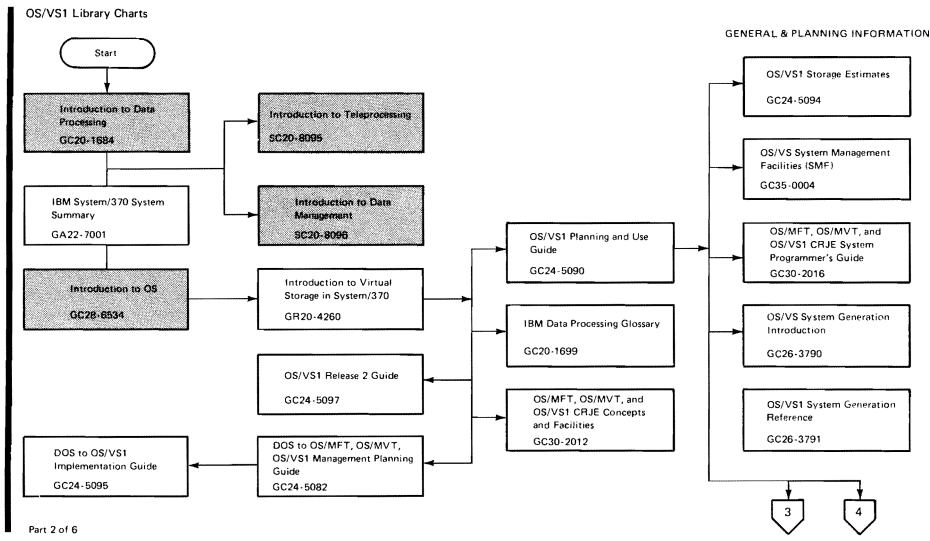 OS/VS1 Library Charts
GENERAL & PLANNING INFORMATION
Start
Introduction to Data
Processing
GC20-1684
Introduction to Teleprocessing
SC20-8095
IBM System/370 System
Summary
GA22-7001
Introduction to Data
Management
SC20-8096
Introduction to OS
GC28-6534
Introduction to Virtual
Storage in System/370
GR20-4260
OS/VS1 Release 2 Guide
GC24-5097
DOS to OS/MFT, OS/MVT,
OS/VS1 Management Planning
Guide
GC24-5082
DOS to OS/VS1
Implementation Guide
GC24-5095
OS/VS1 Planning and Use
Guide
GC24-5090
IBM Data Processing Glossary
GC20-1699
OS/MFT, OS/MVT, and
OS/VS1 CRJE Concepts
and Facilities
GC30-2012
OS/VS1 Storage Estimates
GC24-5094
OS/VS System Management
Facilities (SMF)
GC35-0004
OS/MFT, OS/MVT, and
OS/VS1 CRJE System
Programmer's Guide
GC30-2016
OS/VS System Generation
Introduction
GC26-3790
OS/VS1 System Generation
Reference
GC26-3791
3
4
Part 2 of 6